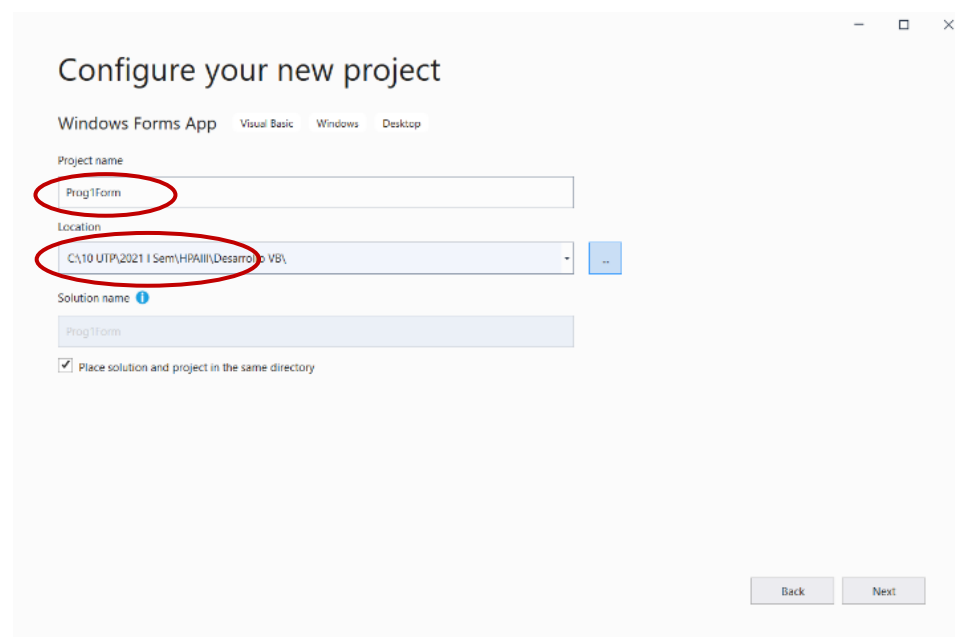 Configure your new project
Windows Forms App Visual Basic Windows Desktop
Project name
Prog1Form
Location
C:\10 UTP\2021 I Sem\HPAIII\Desarrollo VB\
..
Solution name
Prog1Form
Place solution and project in the same directory
Back Next